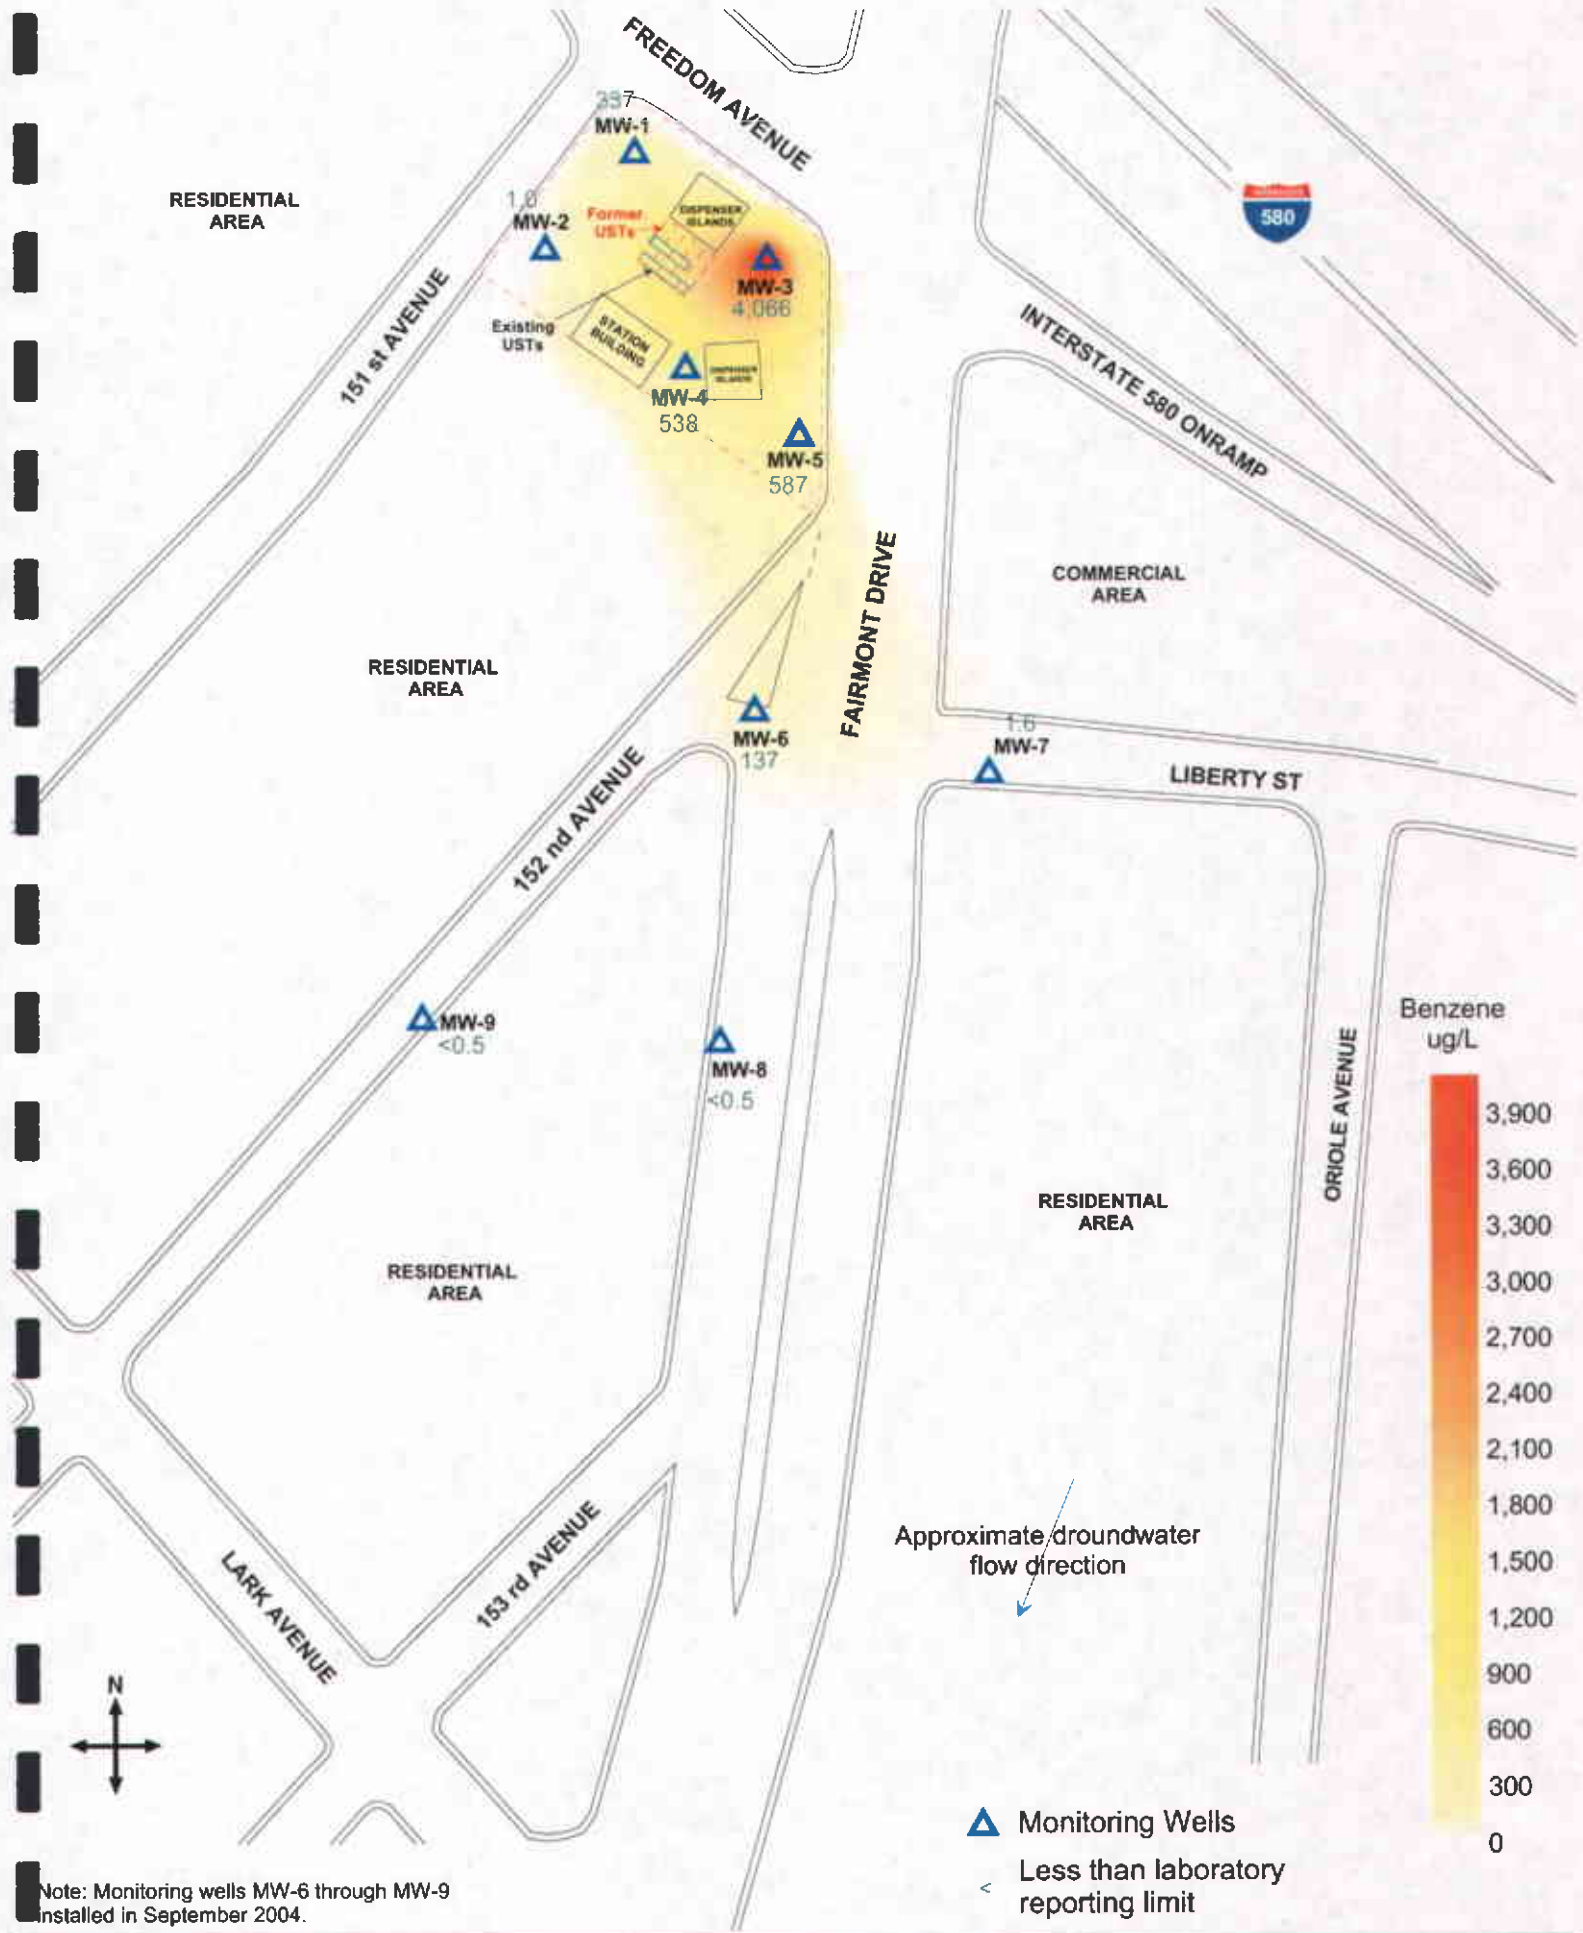 FREEDOM AVENUE
MW-1
RESIDENTIAL
AREA
1.0
MW-2
Former
USTs
DISPENSER
ISLANDS
580
MW-3
4,066
151 st AVENUE
Existing
USTs
STATION
BUILDING
MW-4
538
DISPENSER
ISLANDS
MW-5
587
INTERSTATE 580 ONRAMP
COMMERCIAL
AREA
FAIRMONT DRIVE
RESIDENTIAL
AREA
MW-6
137
1.6
MW-7
LIBERTY ST
152 nd AVENUE
MW-9
<0.5
MW-8
<0.5
Benzene
ug/L
3,900
3,600
3,300
3,000
2,700
2,400
2,100
1,800
1,500
1,200
900
600
300
0
ORIOLE AVENUE
RESIDENTIAL
AREA
RESIDENTIAL
AREA
Approximate droundwater
flow direction
LARK AVENUE
153 rd AVENUE
N
Monitoring Wells
< Less than laboratory
reporting limit
Note: Monitoring wells MW-6 through MW-9
installed in September 2004.